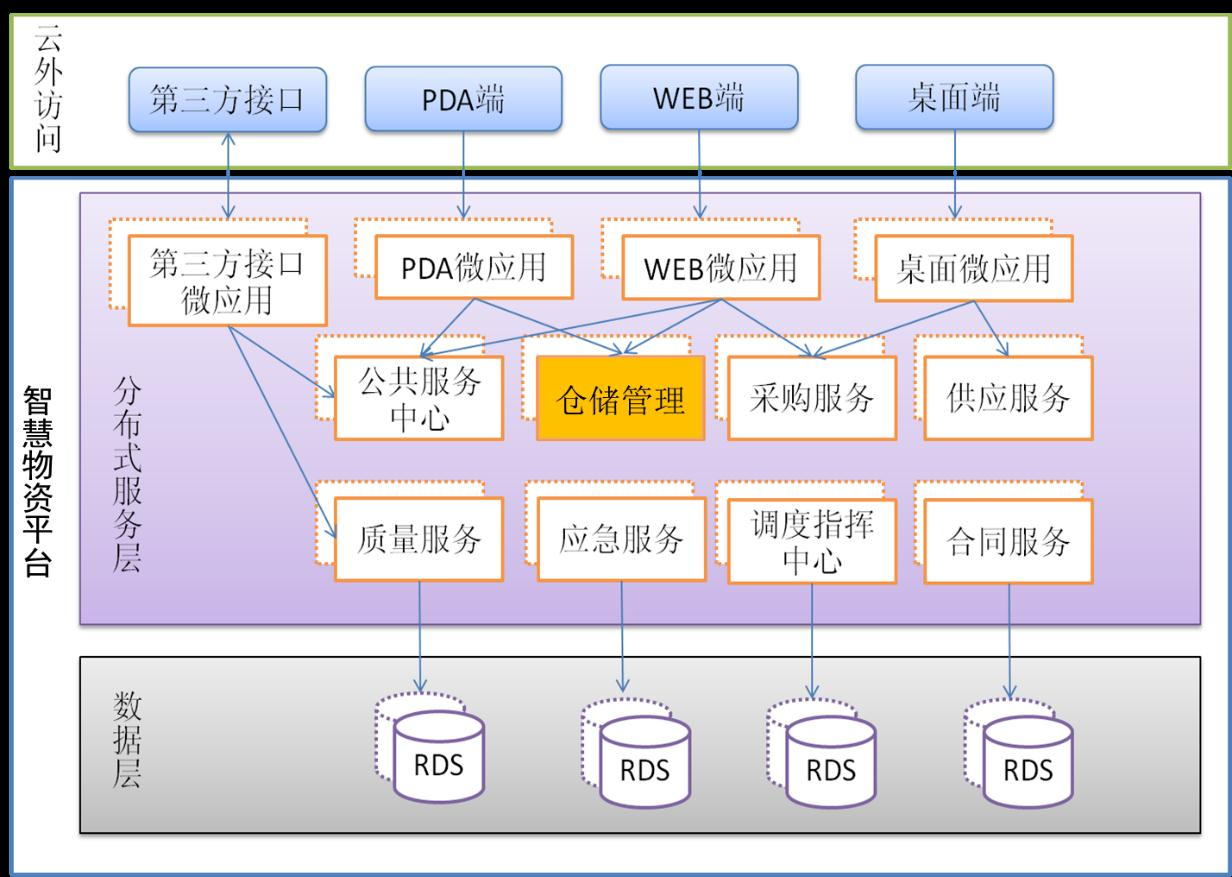 云外访问
第三方接口
PDA端
WEB端
桌面端
智慧物资平台
分布式服务层
第三方接口
微应用
PDA微应用
WEB微应用
桌面微应用
公共服务
中心
仓储管理
采购服务
供应服务
质量服务
应急服务
调度指挥
中心
合同服务
数据层
RDS
RDS
RDS
RDS